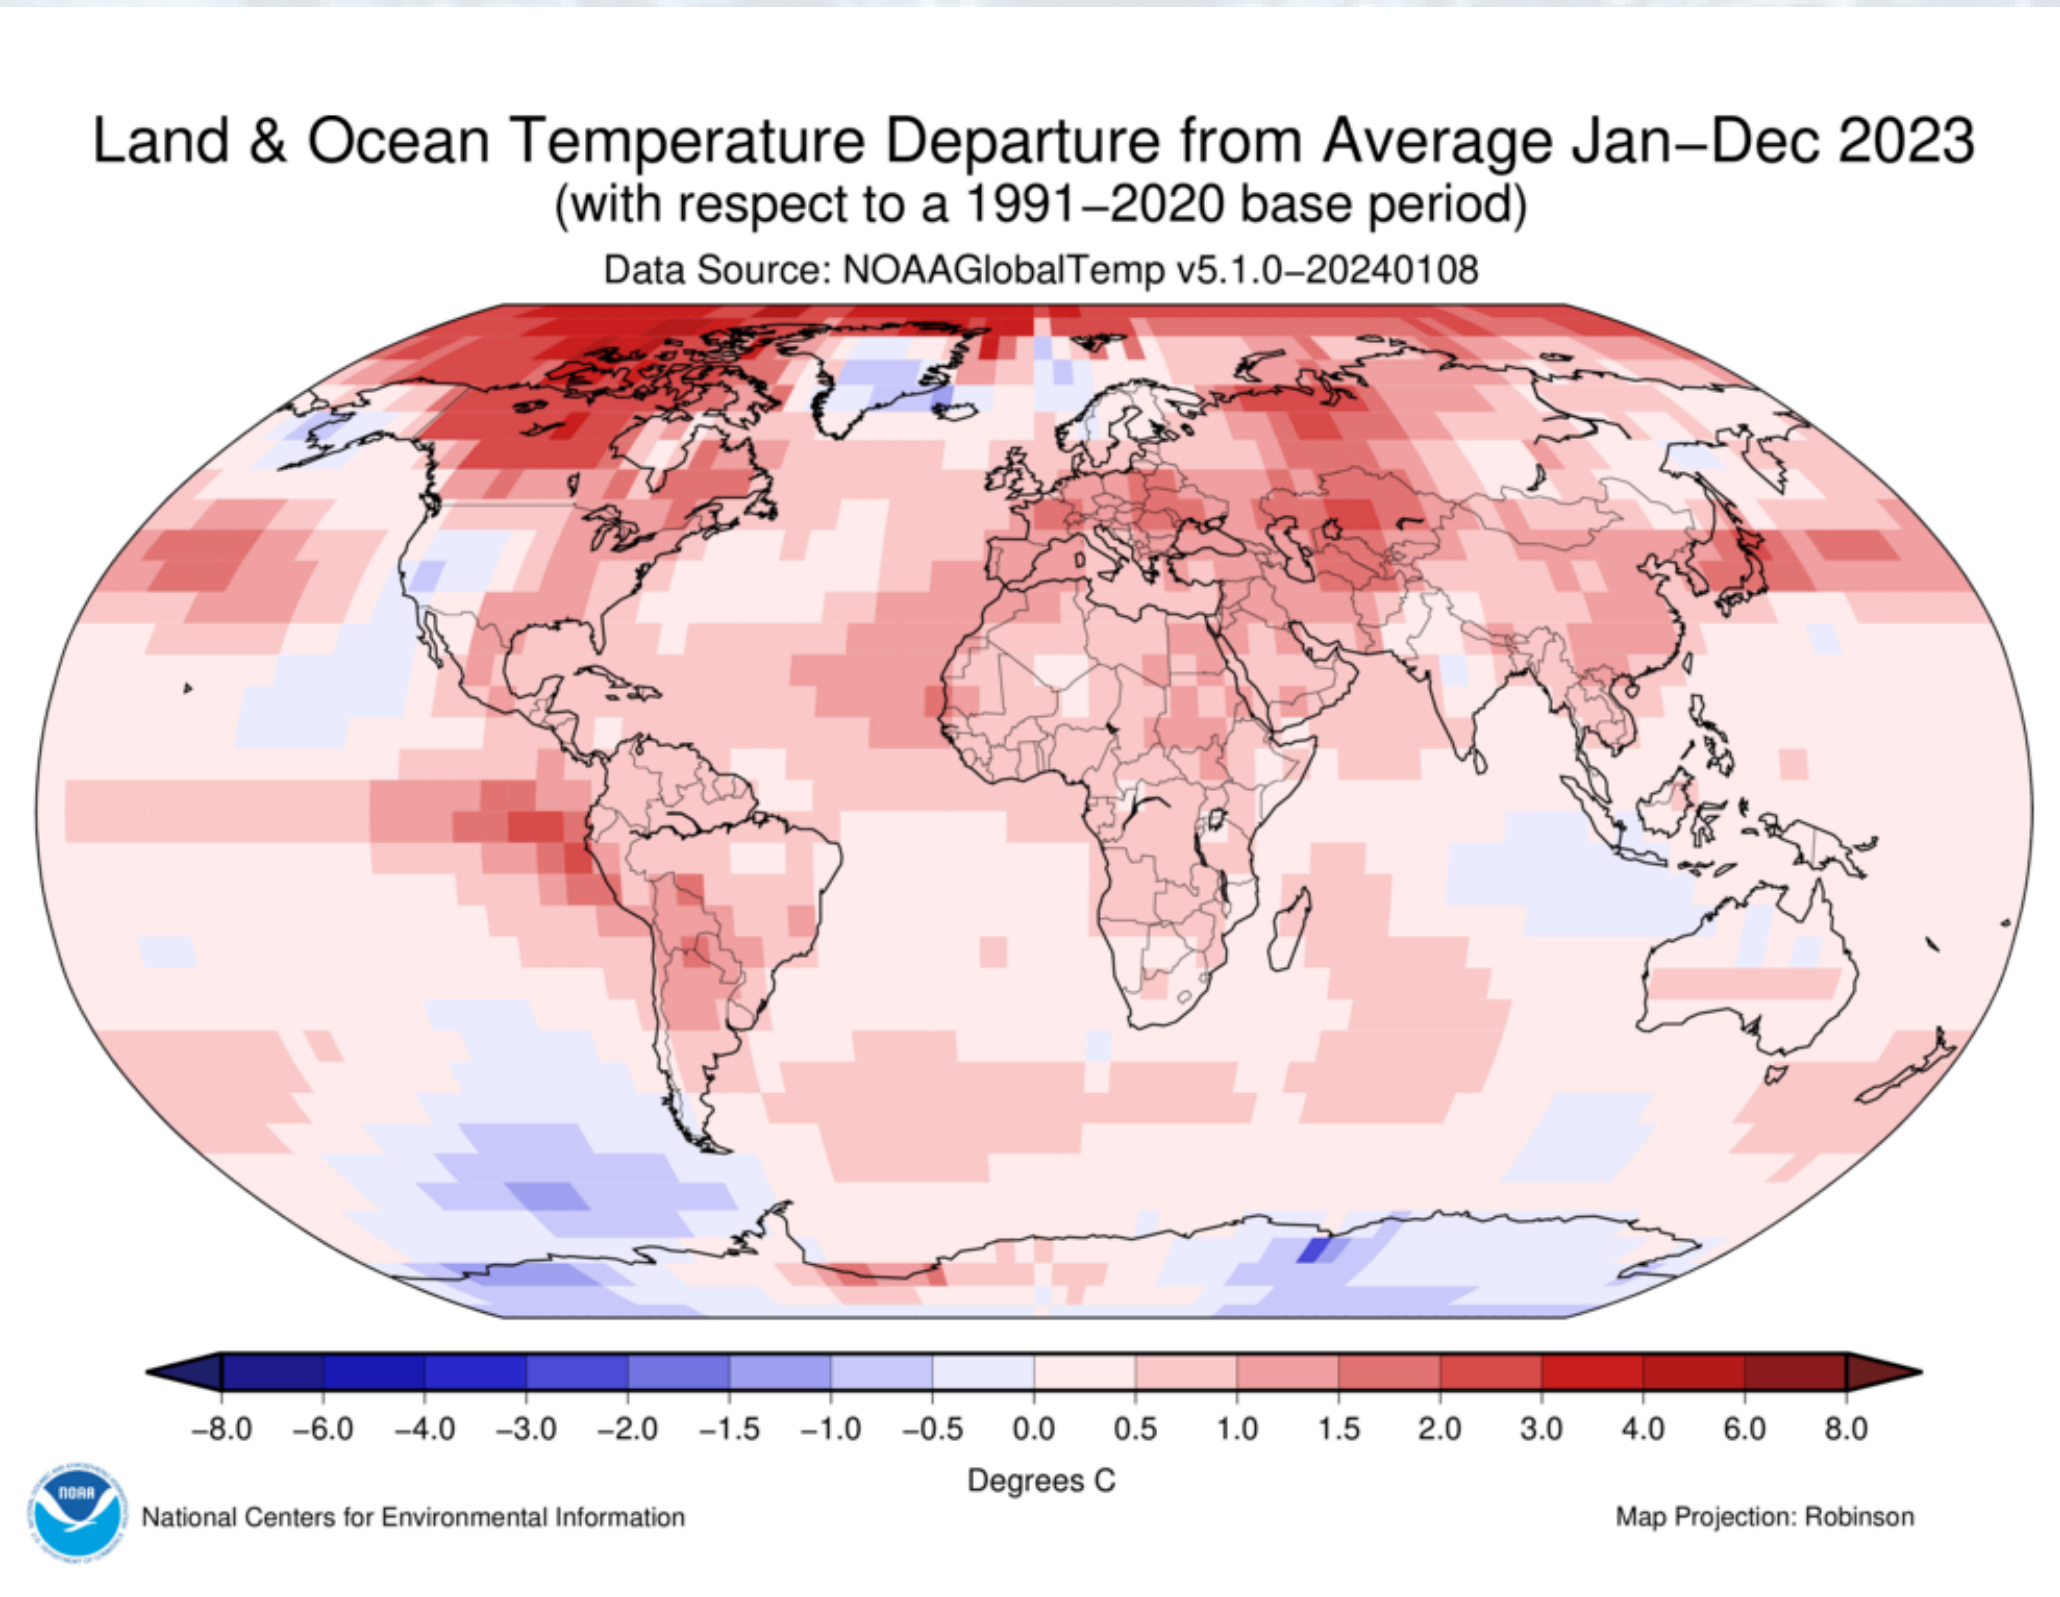 Land & Ocean Temperature Departure from Average Jan–Dec 2023
(with respect to a 1991–2020 base period)
Data Source: NOAAGlobalTemp v5.1.0–20240108
–8.0 –6.0 –4.0 –3.0 –2.0 –1.5 –1.0 –0.5 0.0 0.5 1.0 1.5 2.0 3.0 4.0 6.0 8.0
Degrees C
NOAA
National Centers for Environmental Information
Map Projection: Robinson